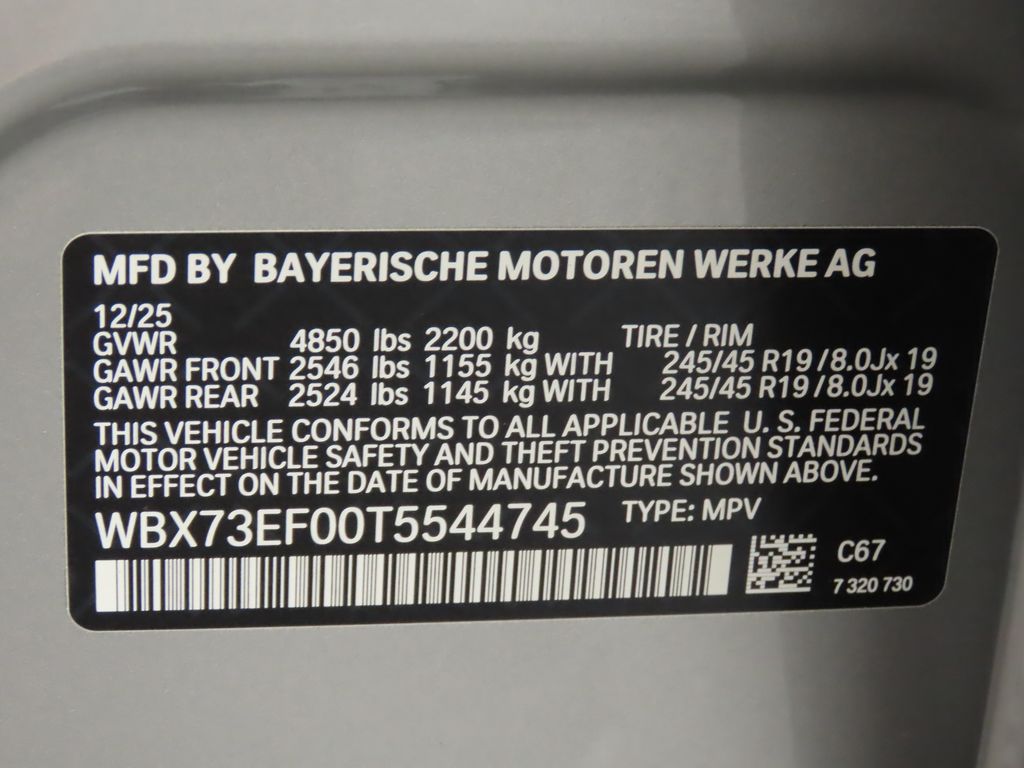 MFD BY BAYERISCHE MOTOREN WERKE AG
12/25
GVWR 4850 lbs 2200 kg TIRE / RIM
GAWR FRONT 2546 lbs 1155 kg WITH 245/45 R19 / 8.0Jx 19
GAWR REAR 2524 lbs 1145 kg WITH 245/45 R19 / 8.0Jx 19
THIS VEHICLE CONFORMS TO ALL APPLICABLE U. S. FEDERAL
MOTOR VEHICLE SAFETY AND THEFT PREVENTION STANDARDS
IN EFFECT ON THE DATE OF MANUFACTURE SHOWN ABOVE.
WBX73EF00T5544745 TYPE: MPV
C67
7 320 730